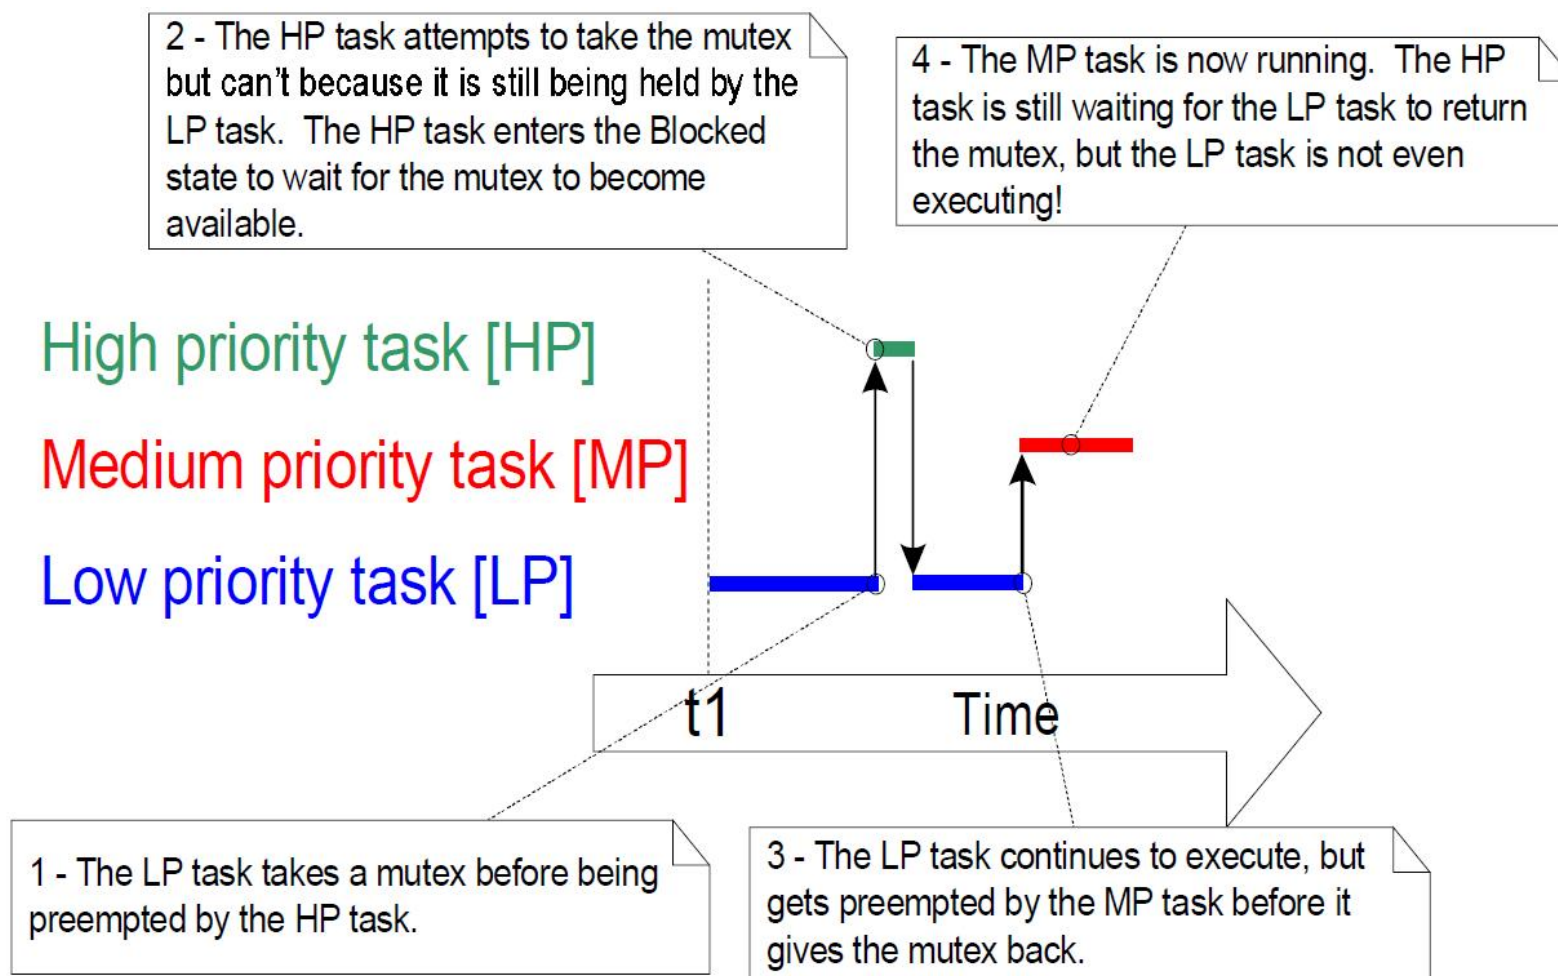 2 - The HP task attempts to take the mutex
but can't because it is still being held by the
LP task. The HP task enters the Blocked
state to wait for the mutex to become
available.
4 - The MP task is now running. The HP
task is still waiting for the LP task to return
the mutex, but the LP task is not even
executing!
High priority task [HP]
Medium priority task [MP]
Low priority task [LP]
t1
Time
1 - The LP task takes a mutex before being
preempted by the HP task.
3 - The LP task continues to execute, but
gets preempted by the MP task before it
gives the mutex back.